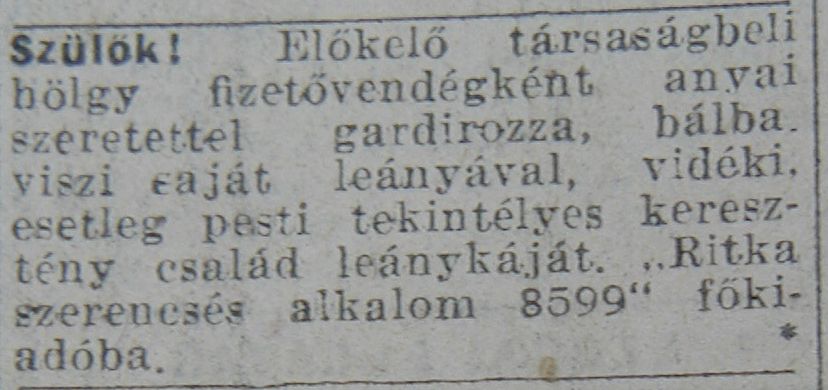 Szülők! Előkelő társaságbeli
hölgy fizetővendégként anyai
szeretettel gardirozza, bálba.
viszi saját leányával, vidéki,
esetleg pesti tekintélyes keresz-
tény család leánykáját. „Ritka
szerencsés alkalom 8599“ főki-
adóba. *